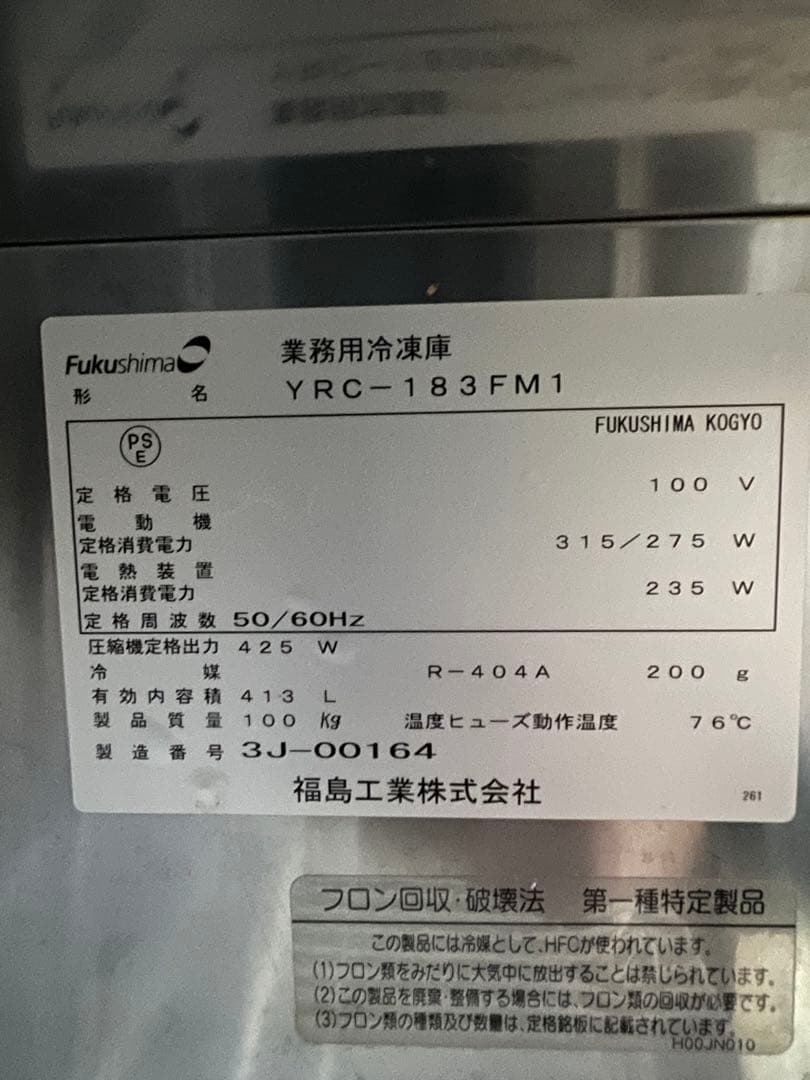 Fukushima 業務用冷凍庫
形名 YRC-183FM1
PSE FUKUSHIMA KOGYO
定格電圧 100 V
電動機
定格消費電力 315/275 W
電熱装置
定格消費電力 235 W
定格周波数 50/60Hz
圧縮機定格出力 425 W
冷媒 R-404A 200 g
有効内容積 413 L
製品質量 100 Kg 温度ヒューズ動作温度 76℃
製造番号 3J-00164
福島工業株式会社 261
フロン回収・破壊法 第一種特定製品
この製品には冷媒として、HFCが使われています。
(1)フロン類をみだりに大気中に放出することは禁じられています。
(2)この製品を廃棄・整備する場合には、フロン類の回収が必要です。
(3)フロン類の種類及び数量は、定格銘板に記載されています。
H00JN010